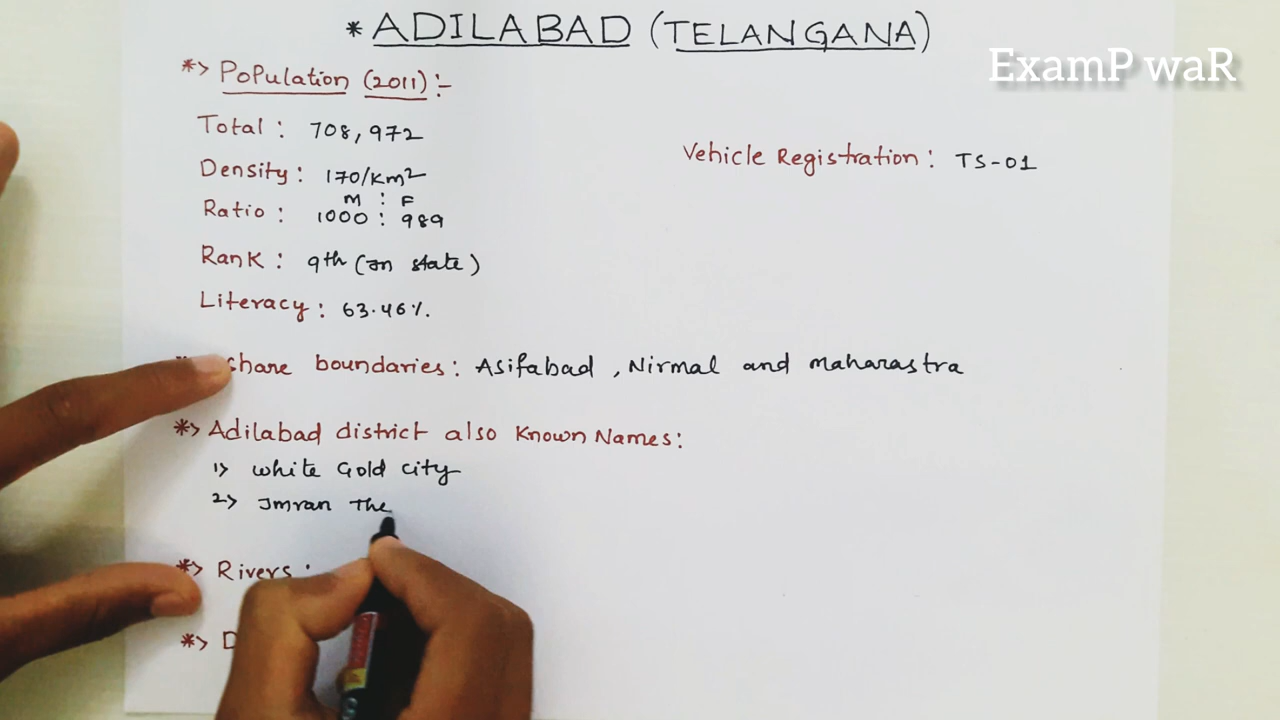 * ADILABAD (TELANGANA)
ExamP waR
*> Population (2011) :-
Total : 708,972
Vehicle Registration : TS-01
Density : 170/Km2
M : F
Ratio : 1000 : 989
Rank : 9th (In state)
Literacy : 63.46%.
share boundaries : Asifabad , Nirmal and Maharastra
*> Adilabad district also Known Names :
1> White Gold City
2> Imran The
*> Rivers :
*> D